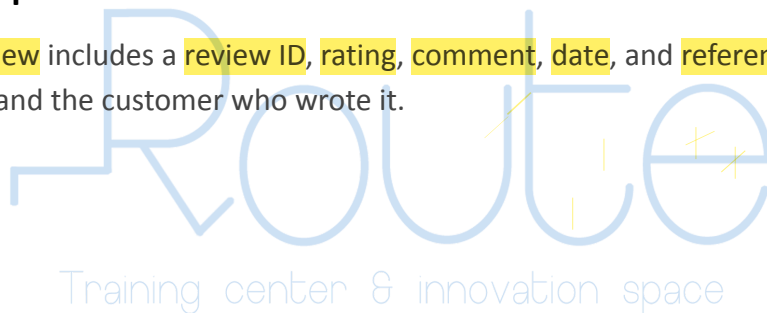 ew includes a review ID, rating, comment, date, and referen
and the customer who wrote it.
Route
Training center & innovation space